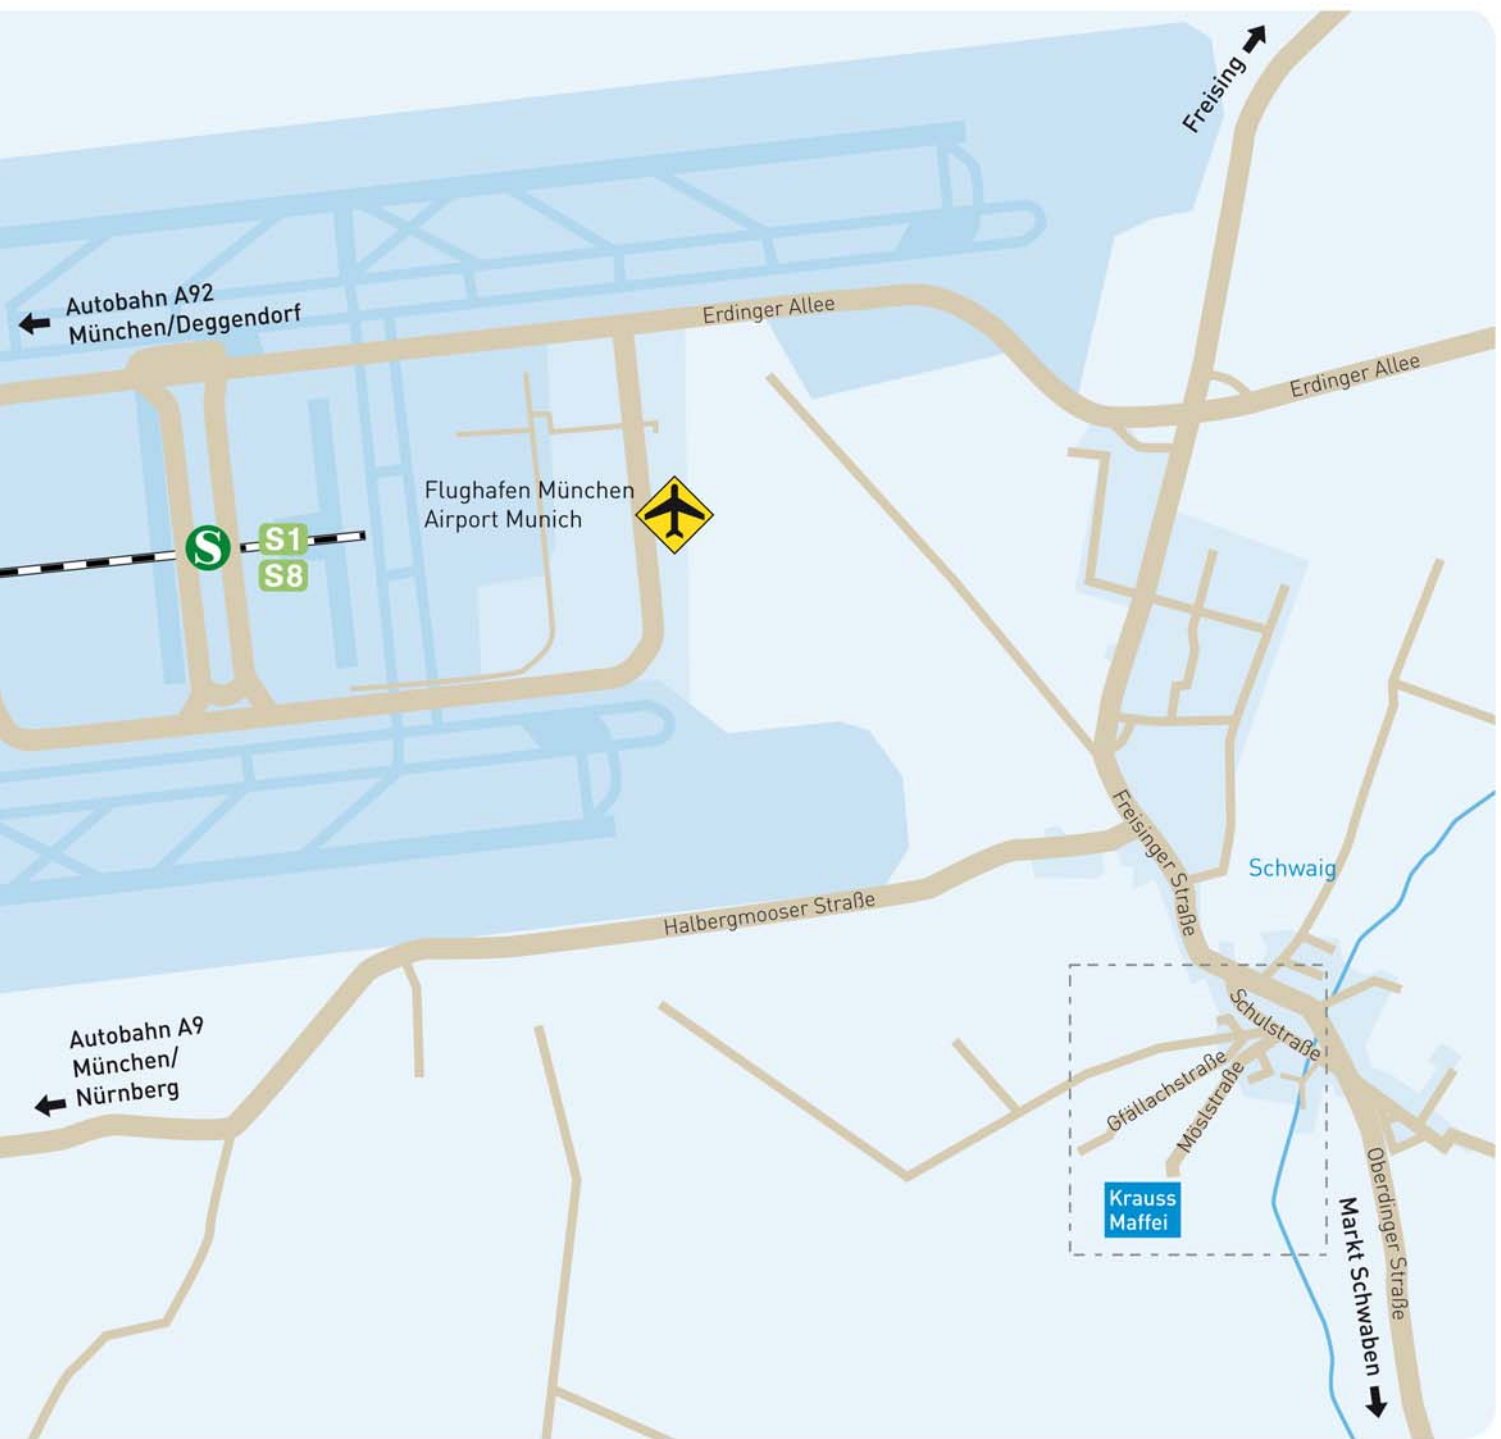 Freising
Autobahn A92
München/Deggendorf
Erdinger Allee
Erdinger Allee
Flughafen München
Airport Munich
S
S1
S8
Freisinger Straße
Schwaig
Halbergmooser Straße
Autobahn A9
München/
Nürnberg
Schulstraße
Gfällachstraße
Möslstraße
Krauss
Maffei
Oberdinger Straße
Markt Schwaben